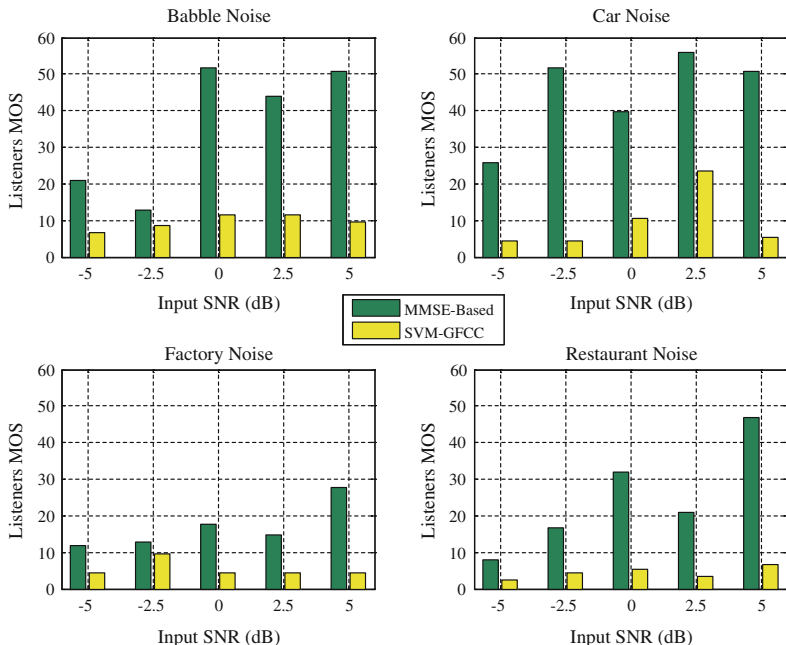 Babble Noise
60
50
40
30
20
10
0
Listeners MOS
-5 -2.5 0 2.5 5
Input SNR (dB)
Car Noise
60
50
40
30
20
10
0
Listeners MOS
-5 -2.5 0 2.5 5
Input SNR (dB)
MMSE-Based
SVM-GFCC
Factory Noise
60
50
40
30
20
10
0
Listeners MOS
-5 -2.5 0 2.5 5
Input SNR (dB)
Restaurant Noise
60
50
40
30
20
10
0
Listeners MOS
-5 -2.5 0 2.5 5
Input SNR (dB)